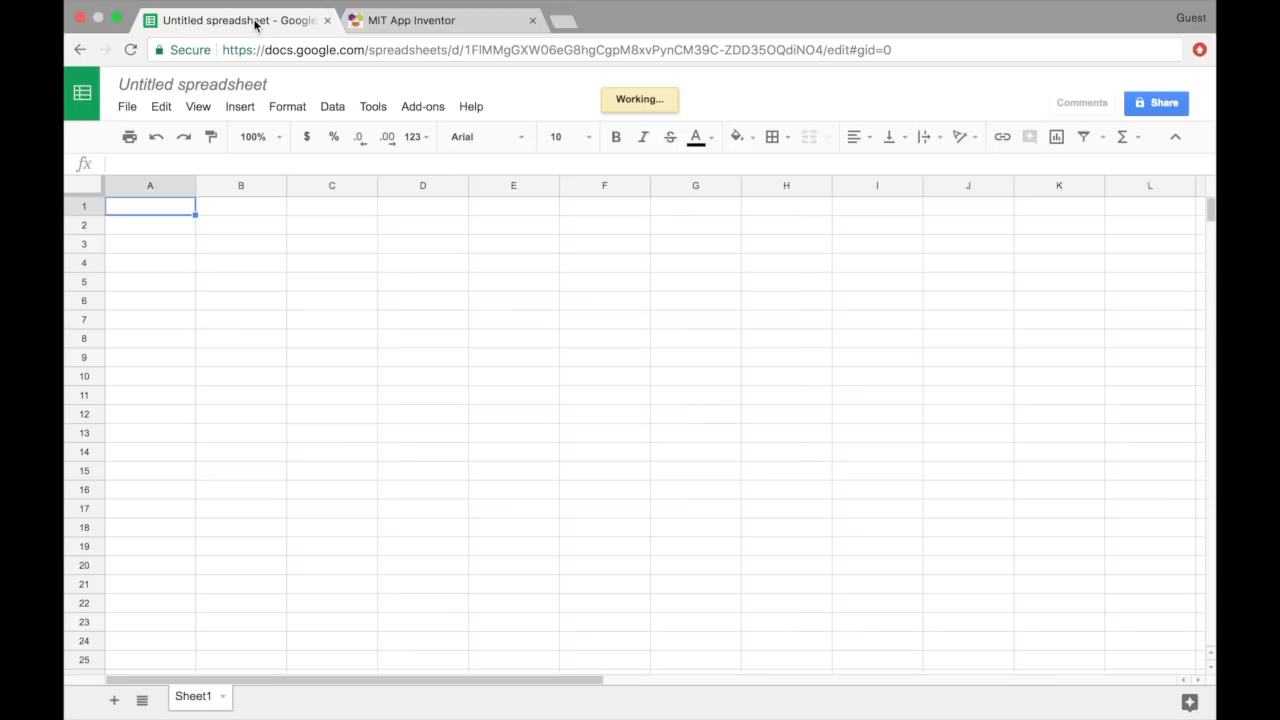 Untitled spreadsheet - Google
MIT App Inventor
Guest
Secure https://docs.google.com/spreadsheets/d/1FIMMgGXW06eG8hgCgpM8xvPynCM39C-ZDD35OQdiNO4/edit#gid=0
Untitled spreadsheet
File Edit View Insert Format Data Tools Add-ons Help
Working...
Comments
Share
100% $ % .0 .00 123 Arial 10 B I S A
fx
A B C D E F G H I J K L
1
2
3
4
5
6
7
8
9
10
11
12
13
14
15
16
17
18
19
20
21
22
23
24
25
Sheet1